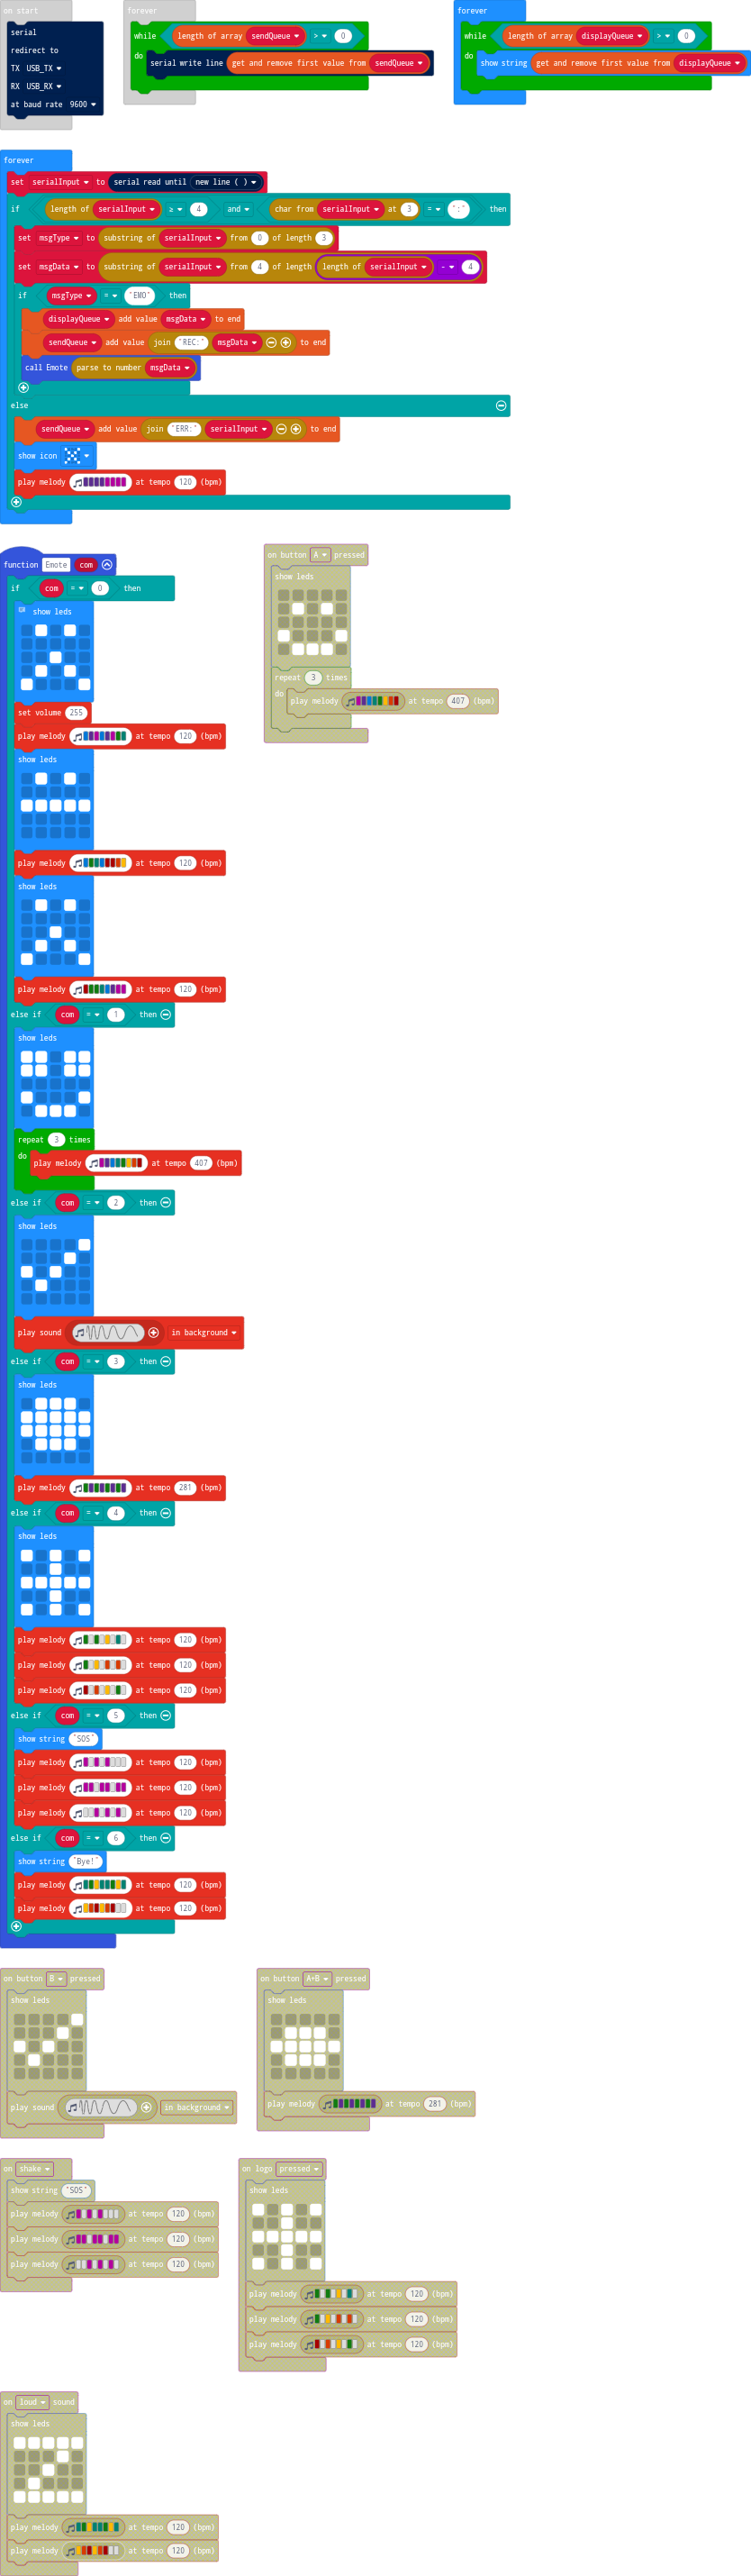 on start
serial
redirect to
TX USB_TX
RX USB_RX
at baud rate 9600
forever
while length of array sendQueue > 0
do serial write line get and remove first value from sendQueue
forever
while length of array displayQueue > 0
do show string get and remove first value from displayQueue
forever
set serialInput to serial read until new line ( )
if length of serialInput ≥ 4 and char from serialInput at 3 = ":" then
set msgType to substring of serialInput from 0 of length 3
set msgData to substring of serialInput from 4 of length length of serialInput - 4
if msgType = "EMO" then
displayQueue add value msgData to end
sendQueue add value join "REC:" msgData to end
call Emote parse to number msgData
else
sendQueue add value join "ERR:" serialInput to end
show icon
play melody at tempo 120 (bpm)
function Emote com
if com = 0 then
show leds
set volume 255
play melody at tempo 120 (bpm)
show leds
play melody at tempo 120 (bpm)
show leds
play melody at tempo 120 (bpm)
else if com = 1 then
show leds
repeat 3 times
do play melody at tempo 407 (bpm)
else if com = 2 then
show leds
play sound in background
else if com = 3 then
show leds
play melody at tempo 281 (bpm)
else if com = 4 then
show leds
play melody at tempo 120 (bpm)
play melody at tempo 120 (bpm)
play melody at tempo 120 (bpm)
else if com = 5 then
show string "SOS"
play melody at tempo 120 (bpm)
play melody at tempo 120 (bpm)
play melody at tempo 120 (bpm)
else if com = 6 then
show string "Bye!"
play melody at tempo 120 (bpm)
play melody at tempo 120 (bpm)
on button A pressed
show leds
repeat 3 times
do play melody at tempo 407 (bpm)
on button B pressed
show leds
play sound in background
on button A+B pressed
show leds
play melody at tempo 281 (bpm)
on shake
show string "SOS"
play melody at tempo 120 (bpm)
play melody at tempo 120 (bpm)
play melody at tempo 120 (bpm)
on logo pressed
show leds
play melody at tempo 120 (bpm)
play melody at tempo 120 (bpm)
play melody at tempo 120 (bpm)
on loud sound
show leds
play melody at tempo 120 (bpm)
play melody at tempo 120 (bpm)